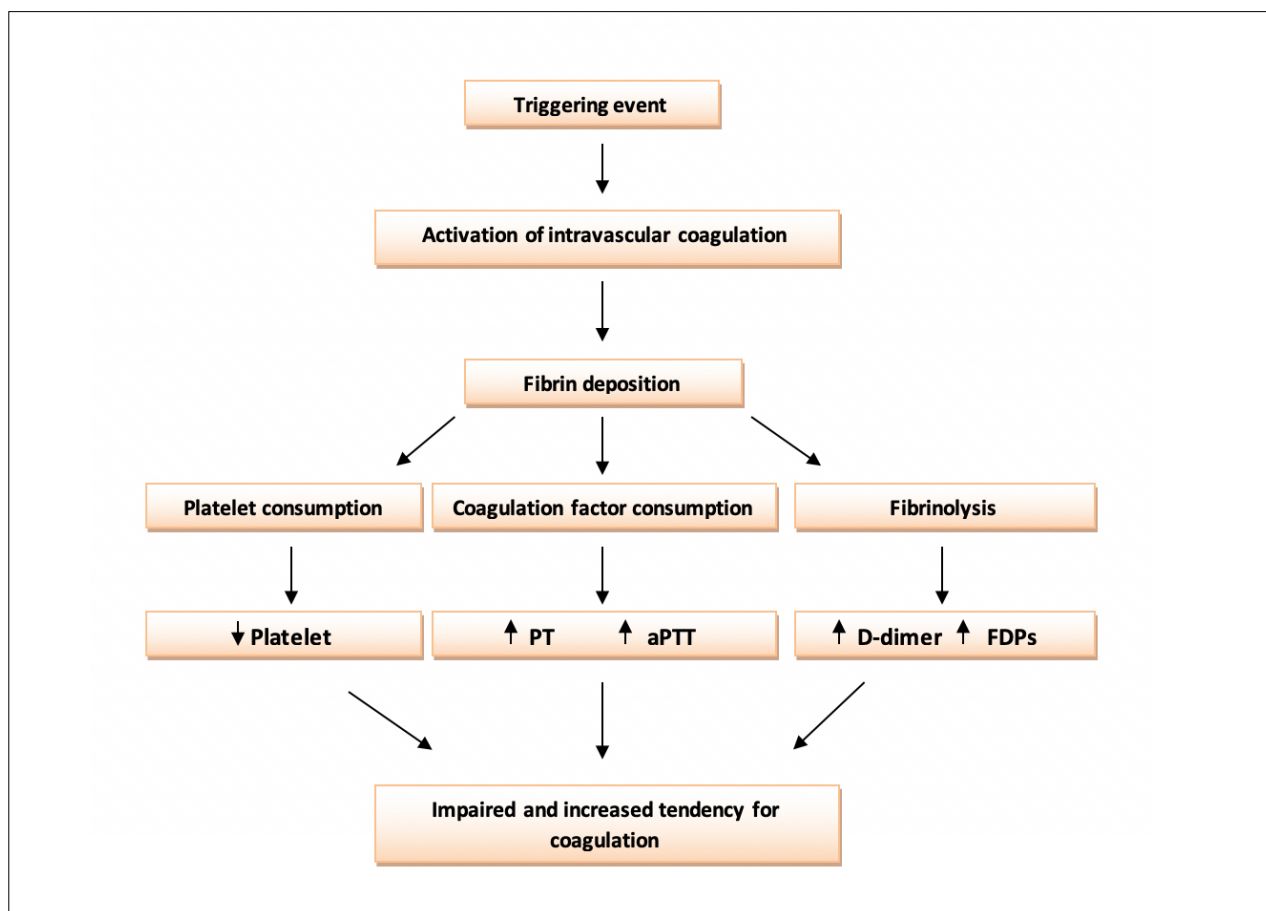 Triggering event
Activation of intravascular coagulation
Fibrin deposition
Platelet consumption
Coagulation factor consumption
Fibrinolysis
↓ Platelet
↑ PT ↑ aPTT
↑ D-dimer ↑ FDPs
Impaired and increased tendency for
coagulation